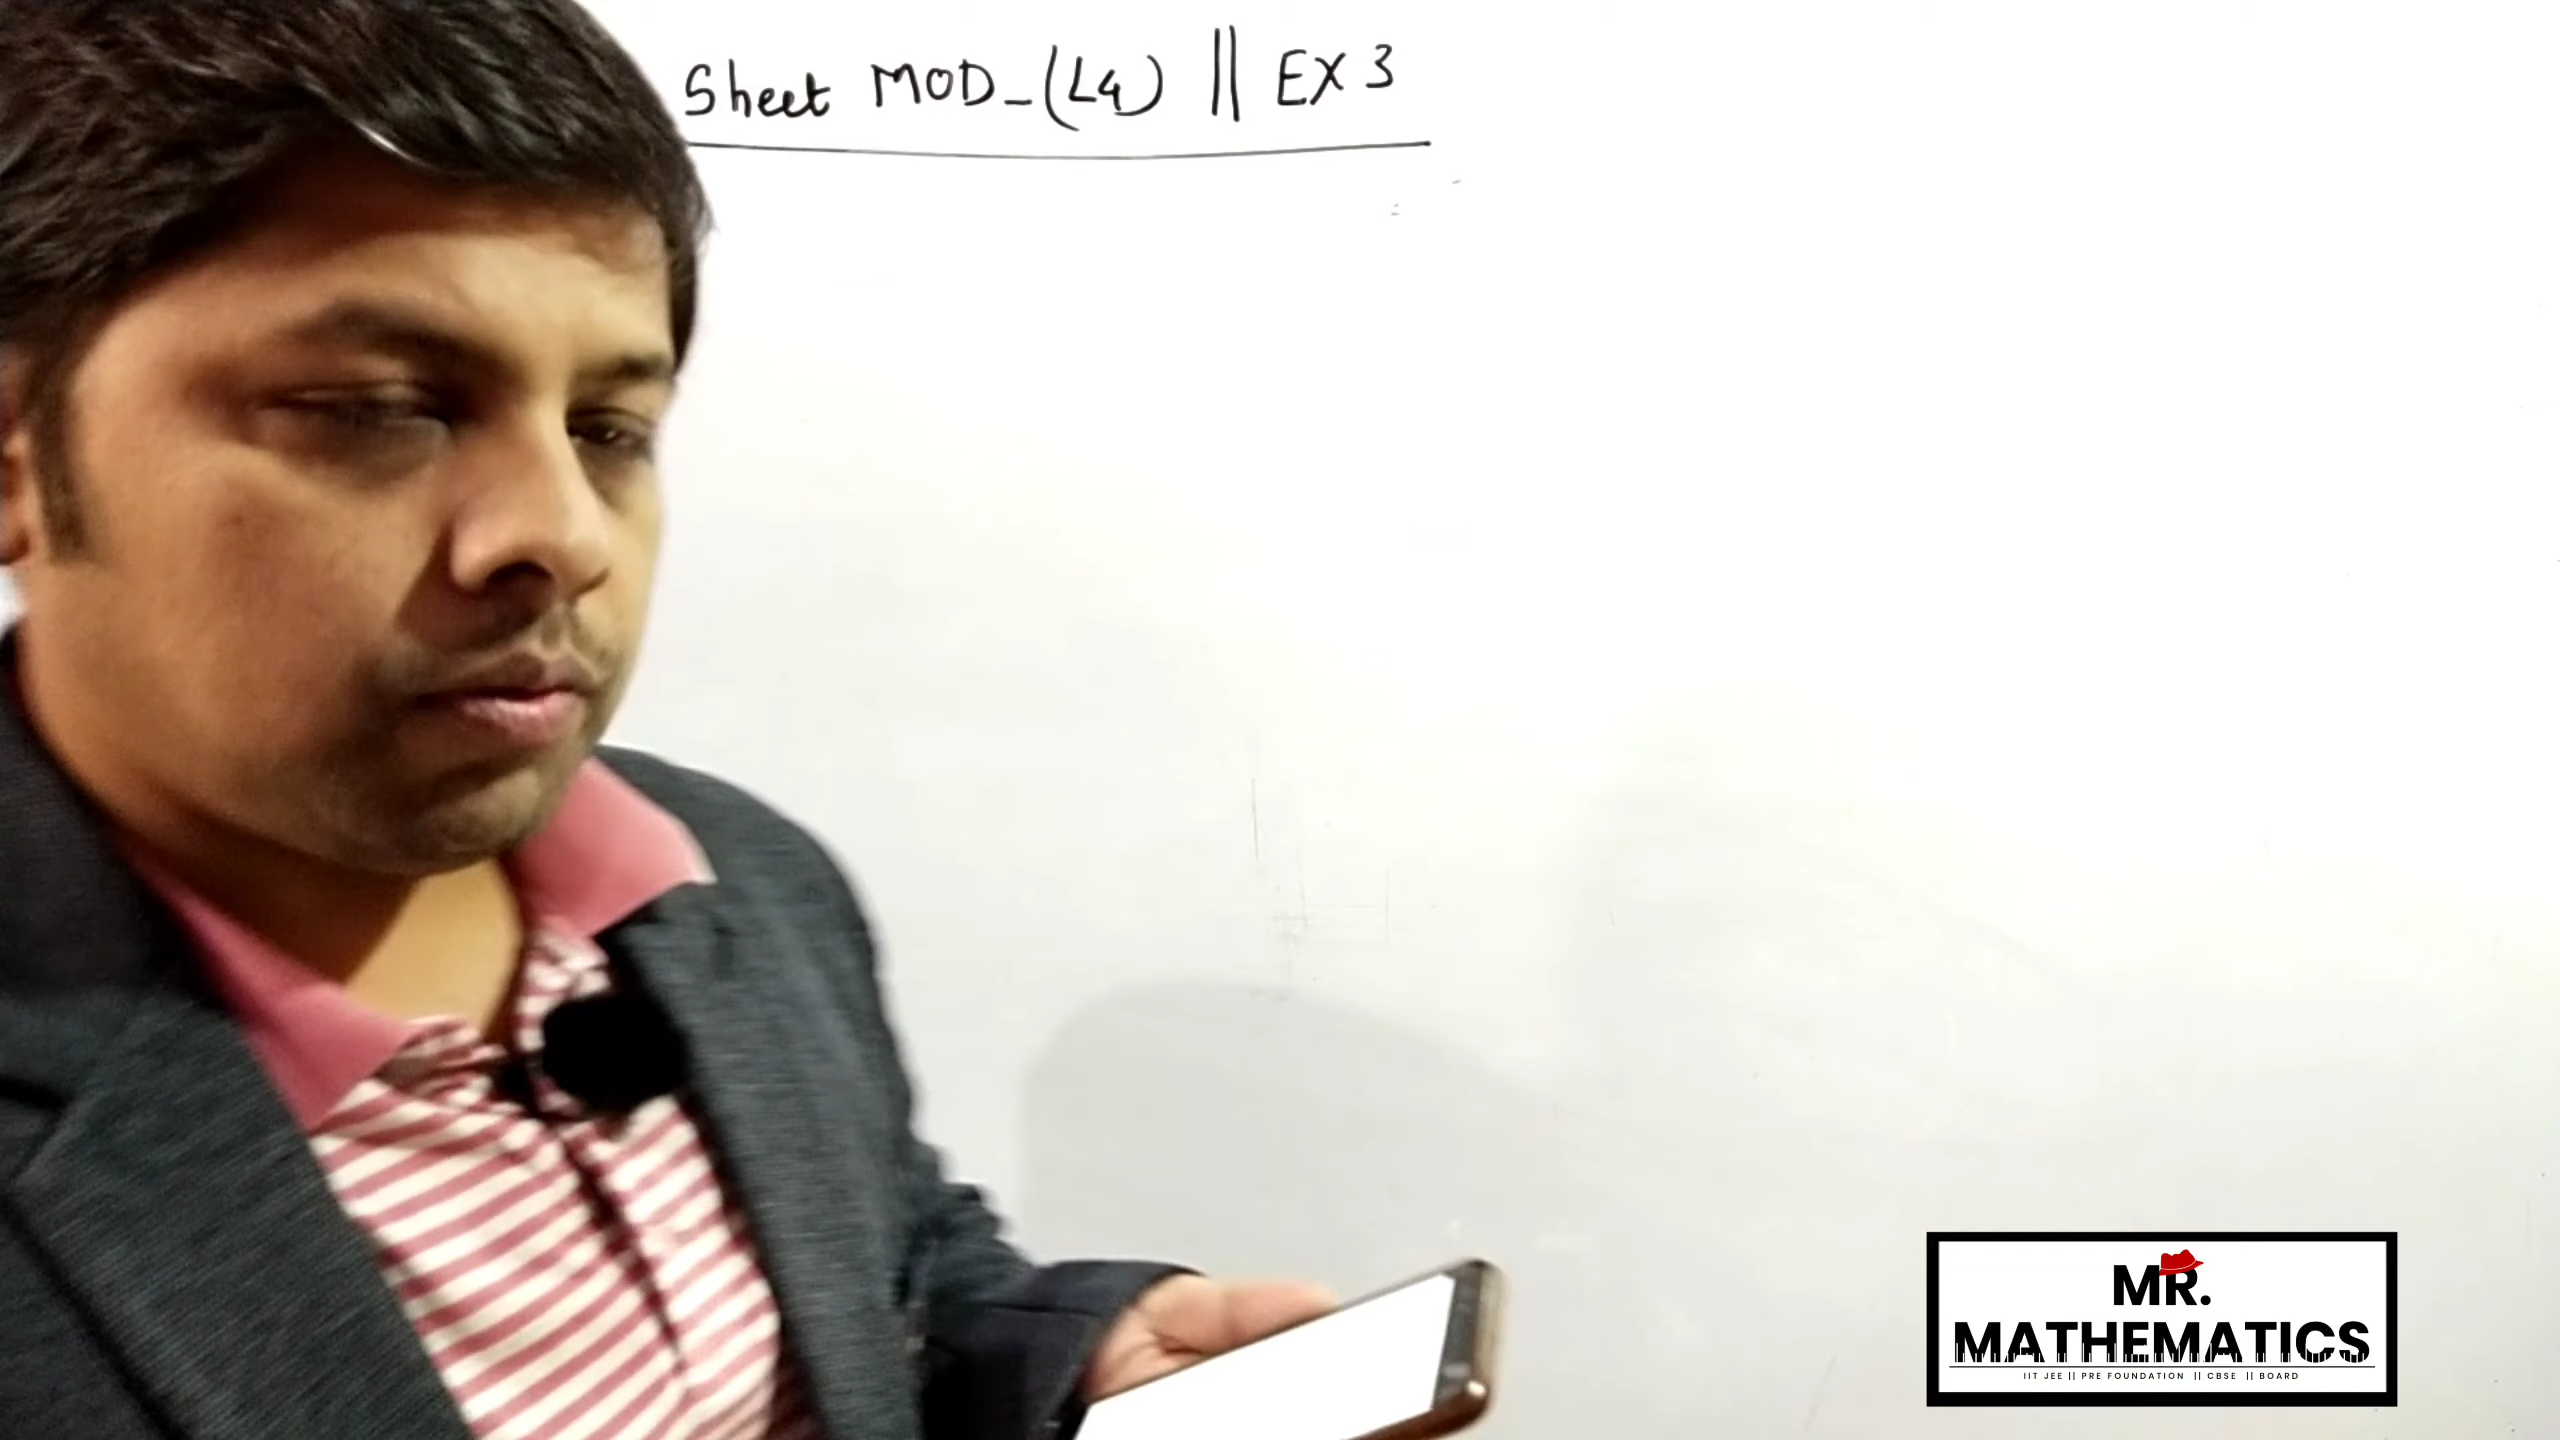 Sheet MOD_(L4) || EX 3
MR.
MATHEMATICS
IIT JEE || PRE FOUNDATION || CBSE || BOARD